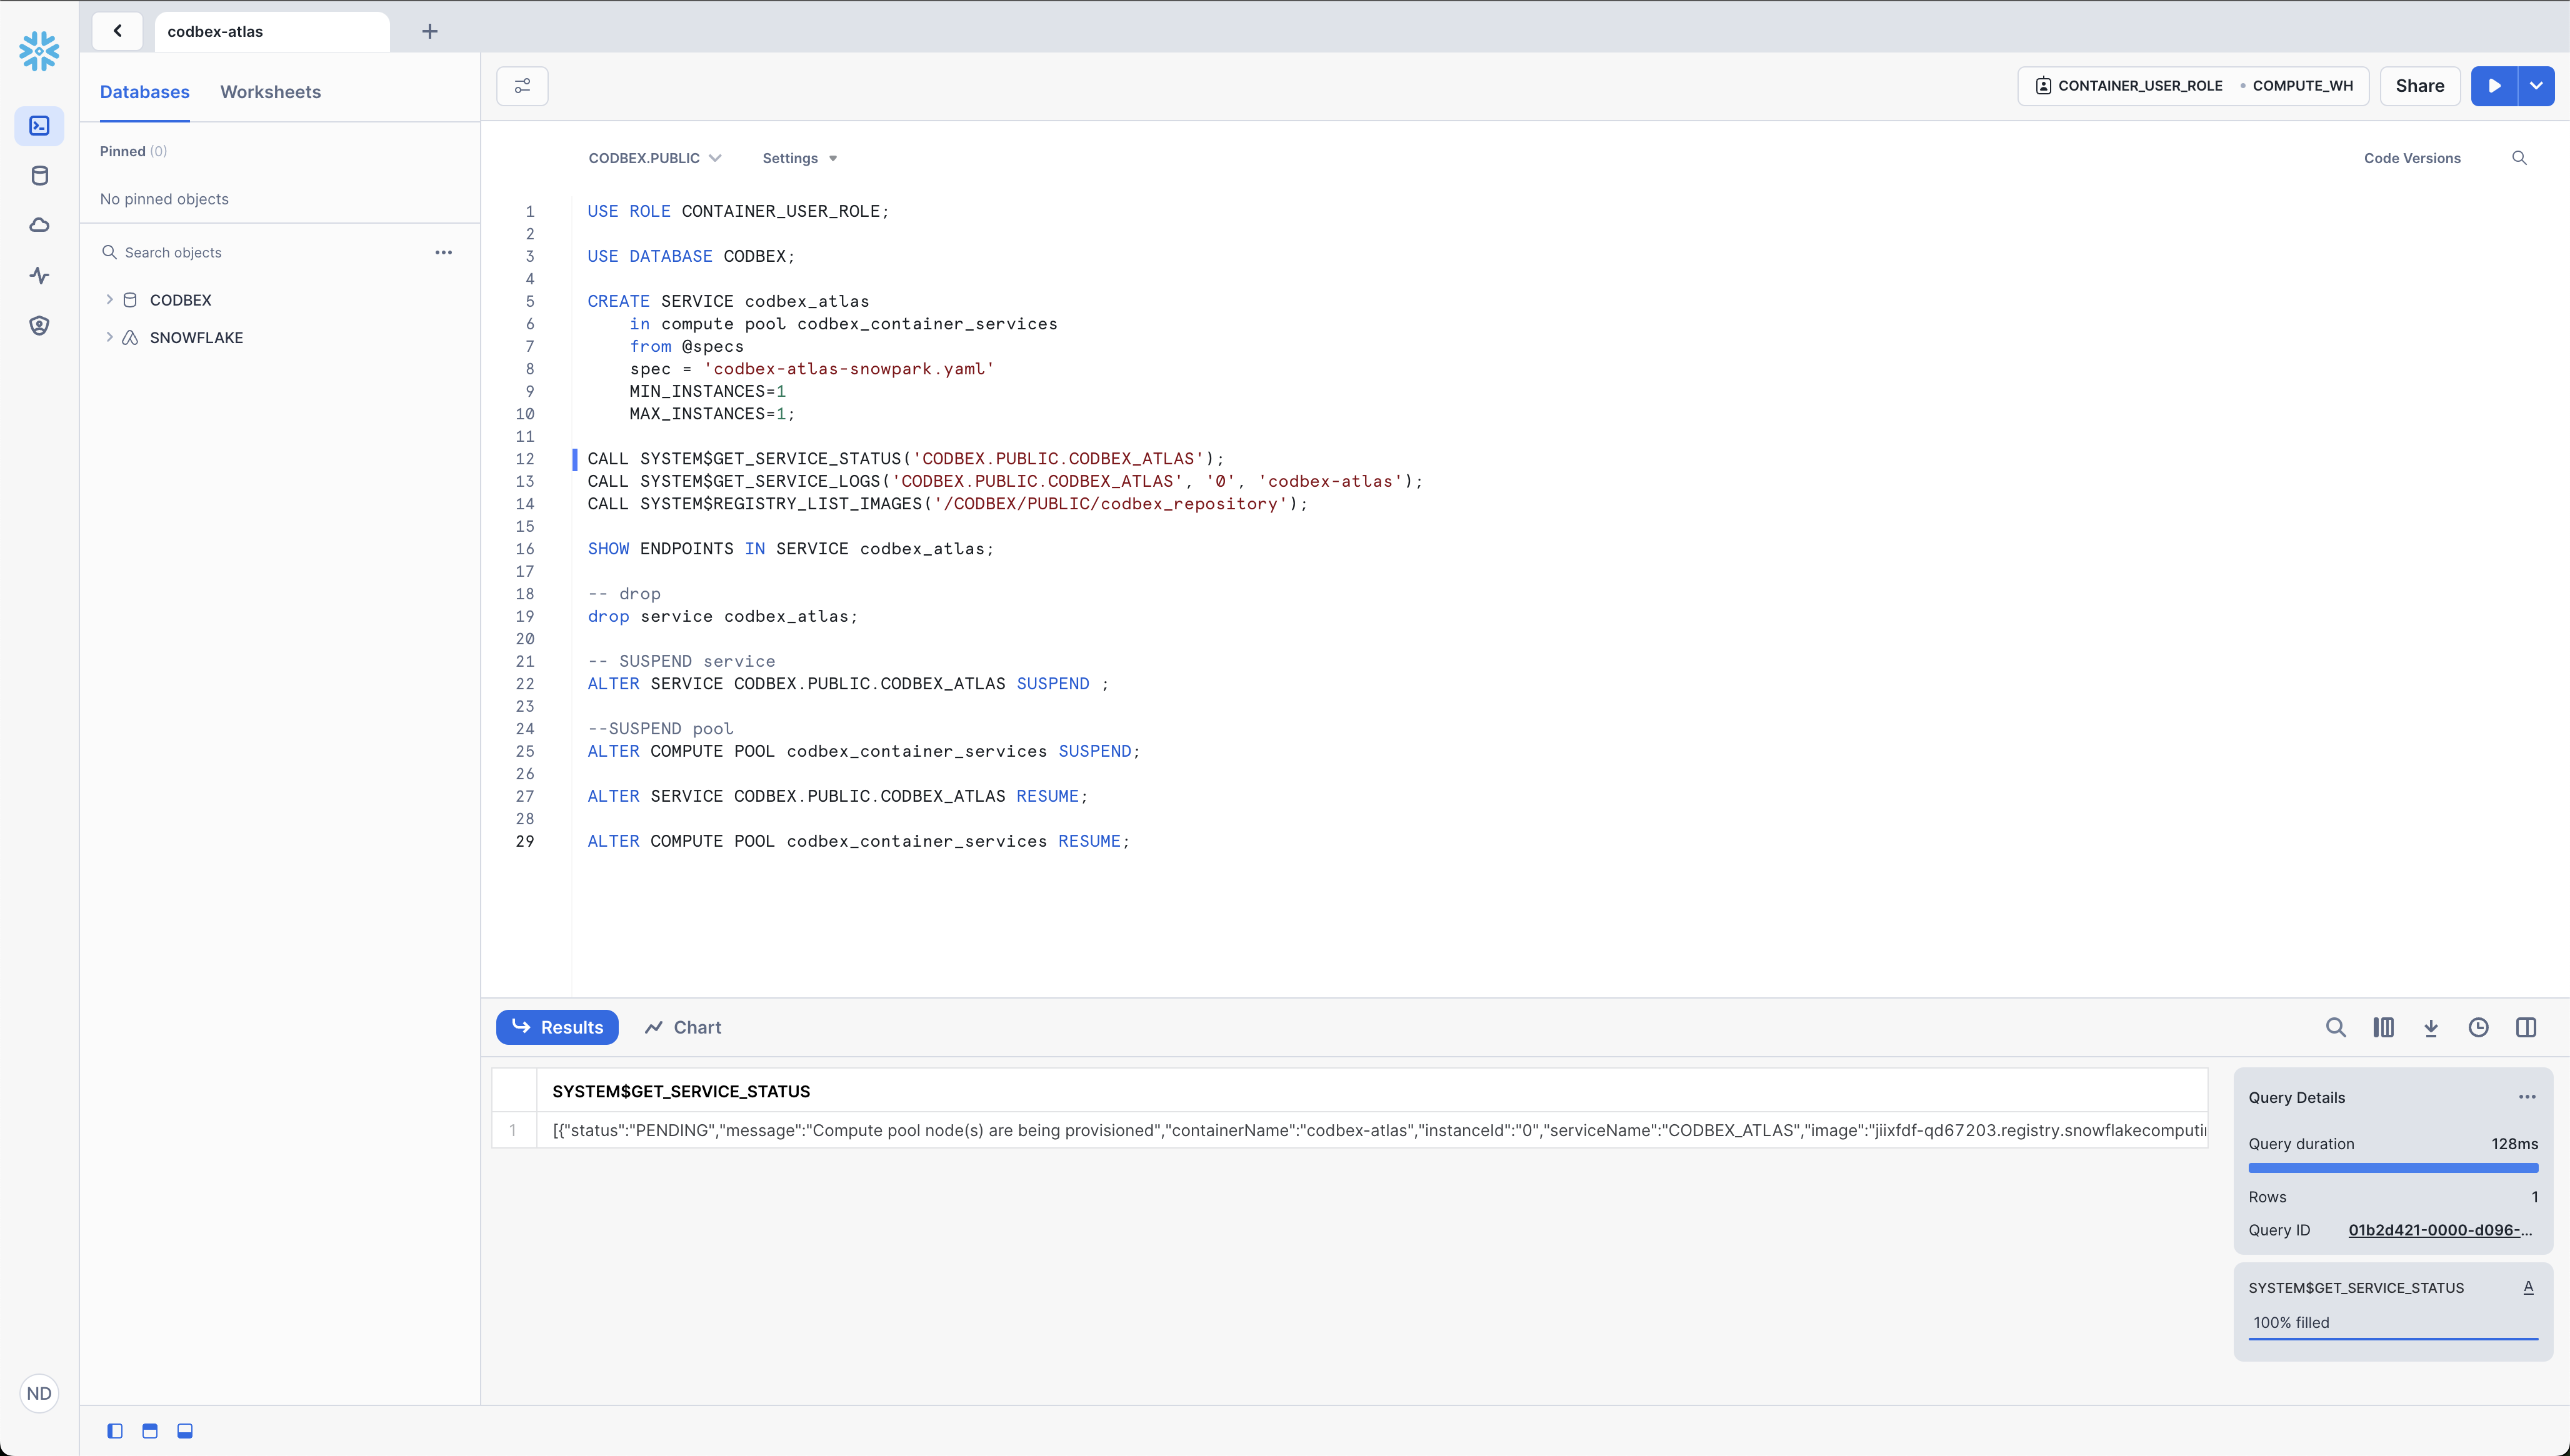 codbex-atlas
Databases
Worksheets
Pinned (0)
No pinned objects
Search objects
CODBEX
SNOWFLAKE
ND
CONTAINER_USER_ROLE • COMPUTE_WH
Share
CODBEX.PUBLIC
Settings
Code Versions
1 USE ROLE CONTAINER_USER_ROLE;
2
3 USE DATABASE CODBEX;
4
5 CREATE SERVICE codbex_atlas
6     in compute pool codbex_container_services
7     from @specs
8     spec = 'codbex-atlas-snowpark.yaml'
9     MIN_INSTANCES=1
10     MAX_INSTANCES=1;
11
12 CALL SYSTEM$GET_SERVICE_STATUS('CODBEX.PUBLIC.CODBEX_ATLAS');
13 CALL SYSTEM$GET_SERVICE_LOGS('CODBEX.PUBLIC.CODBEX_ATLAS', '0', 'codbex-atlas');
14 CALL SYSTEM$REGISTRY_LIST_IMAGES('/CODBEX/PUBLIC/codbex_repository');
15
16 SHOW ENDPOINTS IN SERVICE codbex_atlas;
17
18 -- drop
19 drop service codbex_atlas;
20
21 -- SUSPEND service
22 ALTER SERVICE CODBEX.PUBLIC.CODBEX_ATLAS SUSPEND ;
23
24 --SUSPEND pool
25 ALTER COMPUTE POOL codbex_container_services SUSPEND;
26
27 ALTER SERVICE CODBEX.PUBLIC.CODBEX_ATLAS RESUME;
28
29 ALTER COMPUTE POOL codbex_container_services RESUME;
Results
Chart
SYSTEM$GET_SERVICE_STATUS
1 [{"status":"PENDING","message":"Compute pool node(s) are being provisioned","containerName":"codbex-atlas","instanceId":"0","serviceName":"CODBEX_ATLAS","image":"jiixfdf-qd67203.registry.snowflakecomputi
Query Details
Query duration 128ms
Rows 1
Query ID 01b2d421-0000-d096-...
SYSTEM$GET_SERVICE_STATUS A
100% filled